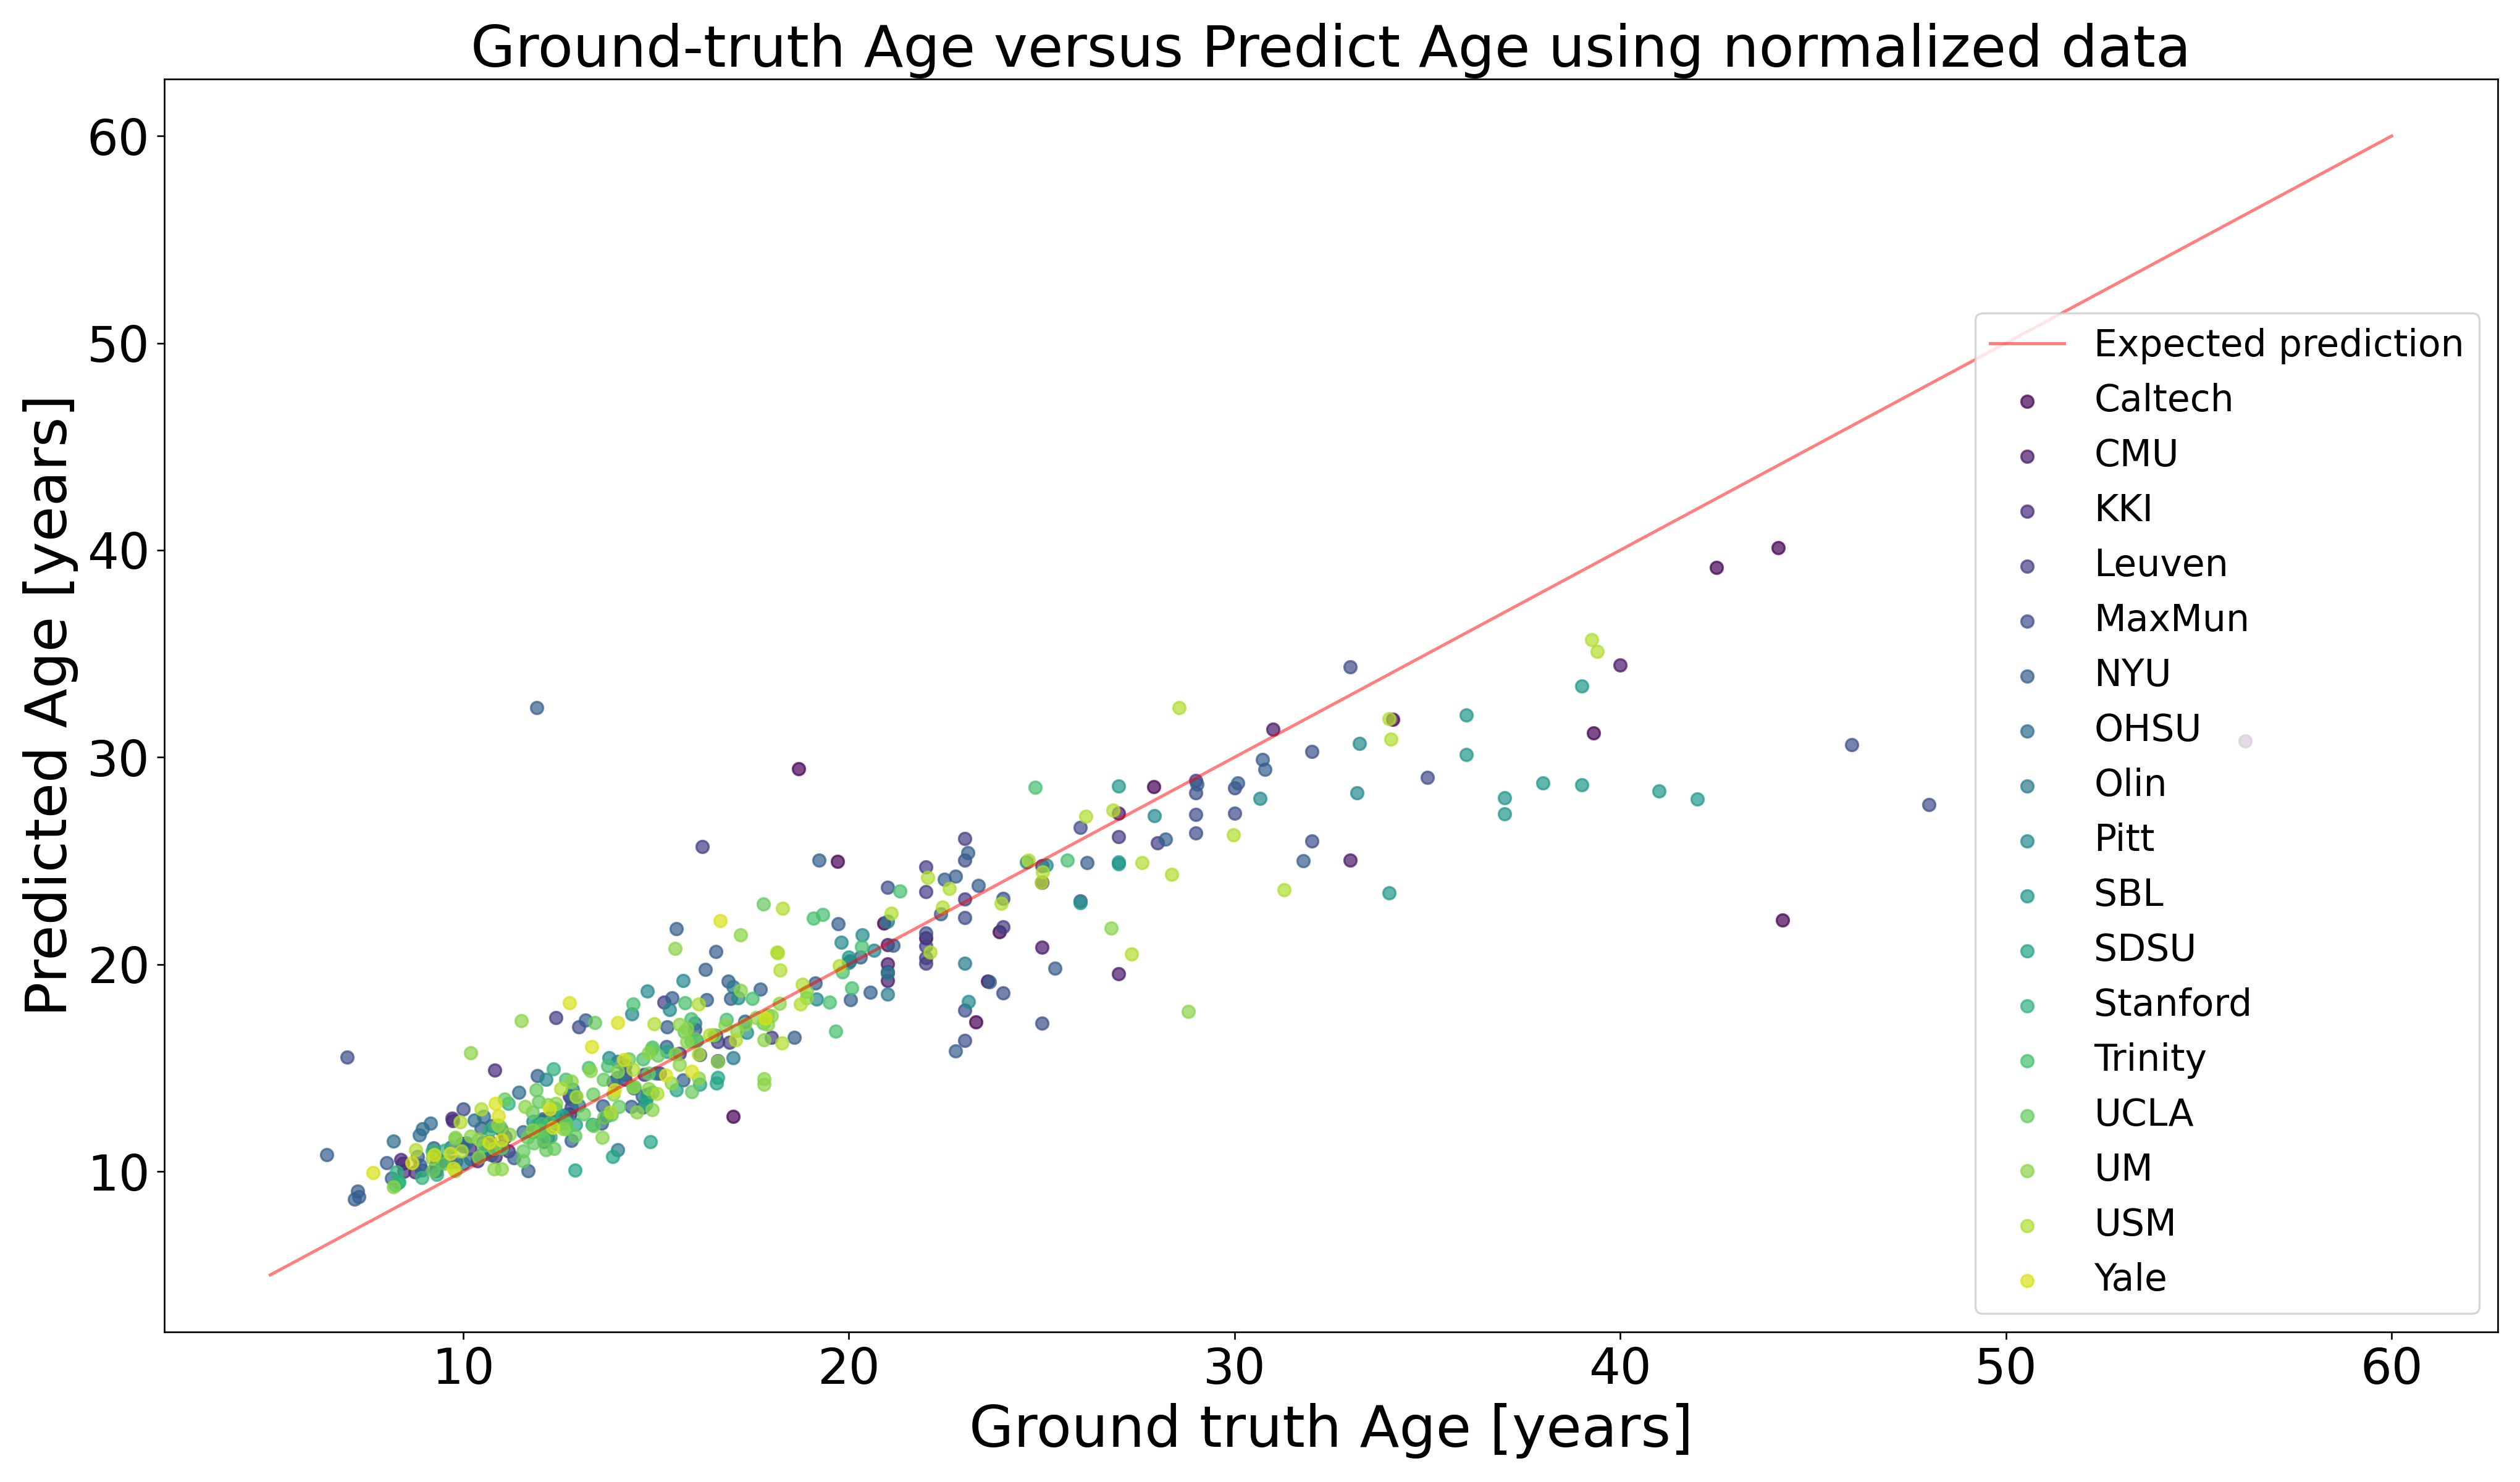 Ground-truth Age versus Predict Age using normalized data
Predicted Age [years]
60
50
40
30
20
10
Expected prediction
Caltech
CMU
KKI
Leuven
MaxMun
NYU
OHSU
Olin
Pitt
SBL
SDSU
Stanford
Trinity
UCLA
UM
USM
Yale
10 20 30 40 50 60
Ground truth Age [years]